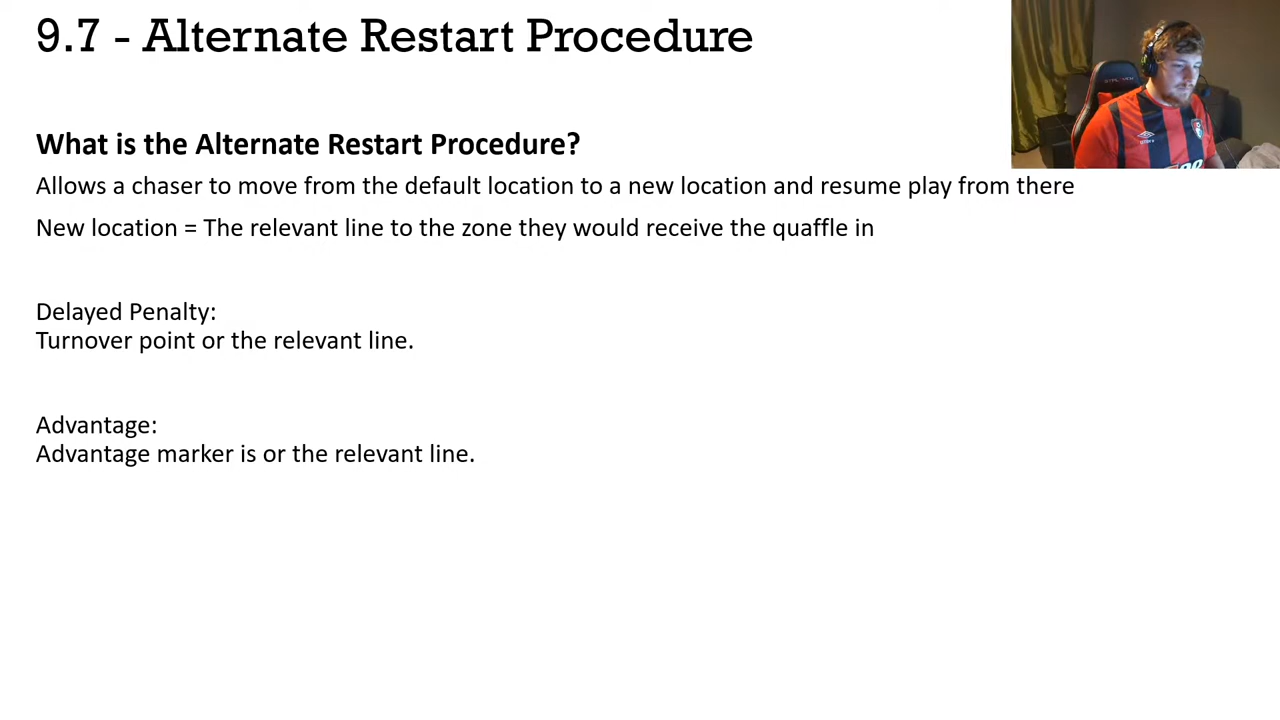 9.7 - Alternate Restart Procedure
What is the Alternate Restart Procedure?
Allows a chaser to move from the default location to a new location and resume play from there
New location = The relevant line to the zone they would receive the quaffle in
Delayed Penalty:
Turnover point or the relevant line.
Advantage:
Advantage marker is or the relevant line.